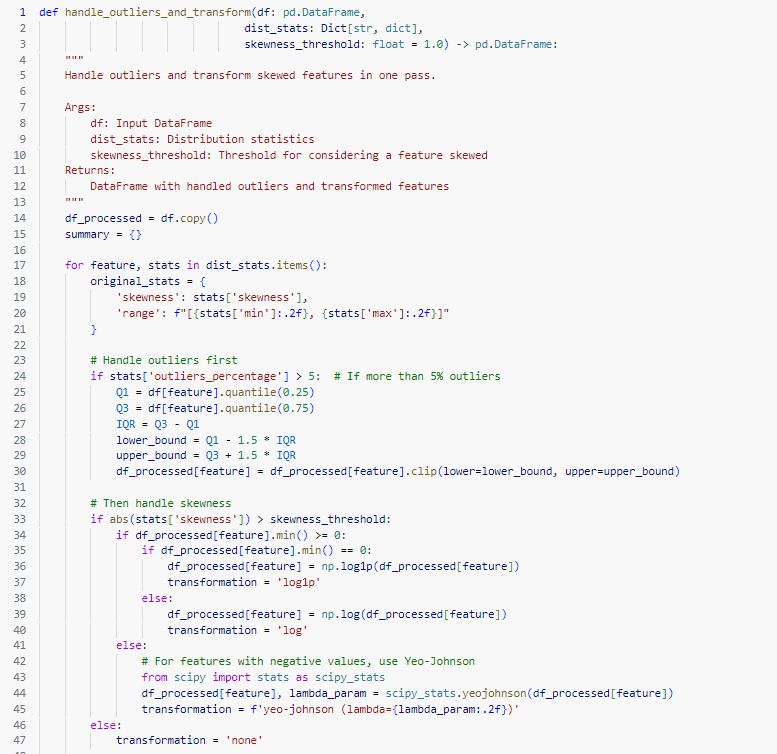 1 def handle_outliers_and_transform(df: pd.DataFrame,
2                                 dist_stats: Dict[str, dict],
3                                 skewness_threshold: float = 1.0) -> pd.DataFrame:
4     """
5     Handle outliers and transform skewed features in one pass.
6
7     Args:
8         df: Input DataFrame
9         dist_stats: Distribution statistics
10         skewness_threshold: Threshold for considering a feature skewed
11     Returns:
12         DataFrame with handled outliers and transformed features
13     """
14     df_processed = df.copy()
15     summary = {}
16
17     for feature, stats in dist_stats.items():
18         original_stats = {
19             'skewness': stats['skewness'],
20             'range': f"[{stats['min']:.2f}, {stats['max']:.2f}]"
21         }
22
23         # Handle outliers first
24         if stats['outliers_percentage'] > 5:  # If more than 5% outliers
25             Q1 = df[feature].quantile(0.25)
26             Q3 = df[feature].quantile(0.75)
27             IQR = Q3 - Q1
28             lower_bound = Q1 - 1.5 * IQR
29             upper_bound = Q3 + 1.5 * IQR
30             df_processed[feature] = df_processed[feature].clip(lower=lower_bound, upper=upper_bound)
31
32         # Then handle skewness
33         if abs(stats['skewness']) > skewness_threshold:
34             if df_processed[feature].min() >= 0:
35                 if df_processed[feature].min() == 0:
36                     df_processed[feature] = np.log1p(df_processed[feature])
37                     transformation = 'log1p'
38                 else:
39                     df_processed[feature] = np.log(df_processed[feature])
40                     transformation = 'log'
41             else:
42                 # For features with negative values, use Yeo-Johnson
43                 from scipy import stats as scipy_stats
44                 df_processed[feature], lambda_param = scipy_stats.yeojohnson(df_processed[feature])
45                 transformation = f'yeo-johnson (lambda={lambda_param:.2f})'
46         else:
47             transformation = 'none'